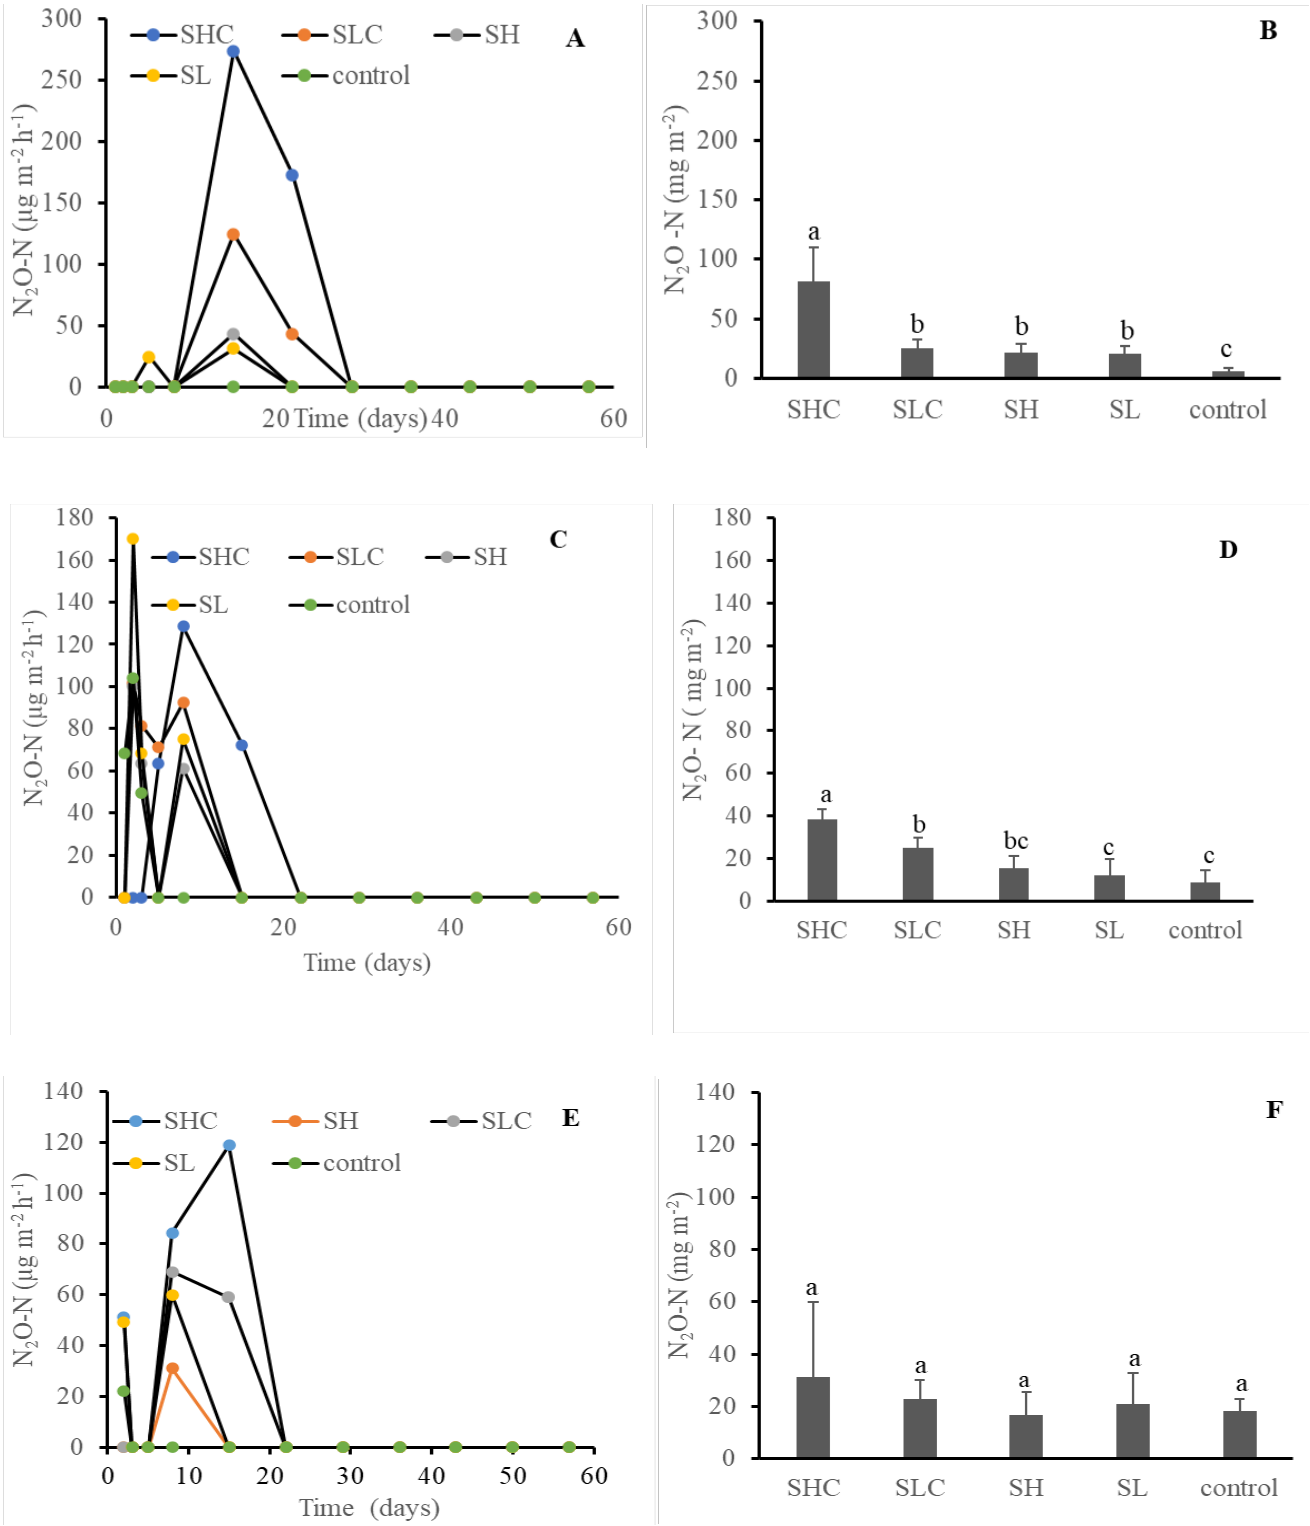 300
250
200
150
100
50
0
N₂O-N (µg m⁻² h⁻¹)
SHC SLC SH
SL control
A
0 20 Time (days) 40 60
300
250
200
150
100
50
0
N₂O -N (mg m⁻²)
B
a b b b c
SHC SLC SH SL control
180
160
140
120
100
80
60
40
20
0
N₂O-N (µg m⁻² h⁻¹)
SHC SLC SH
SL control
C
0 20 40 60
Time (days)
180
160
140
120
100
80
60
40
20
0
N₂O- N ( mg m⁻²)
D
a b bc c c
SHC SLC SH SL control
140
120
100
80
60
40
20
0
N₂O-N (µg m⁻² h⁻¹)
SHC SH SLC
SL control
E
0 10 20 30 40 50 60
Time (days)
140
120
100
80
60
40
20
0
N₂O-N (mg m⁻²)
F
a a a a a
SHC SLC SH SL control